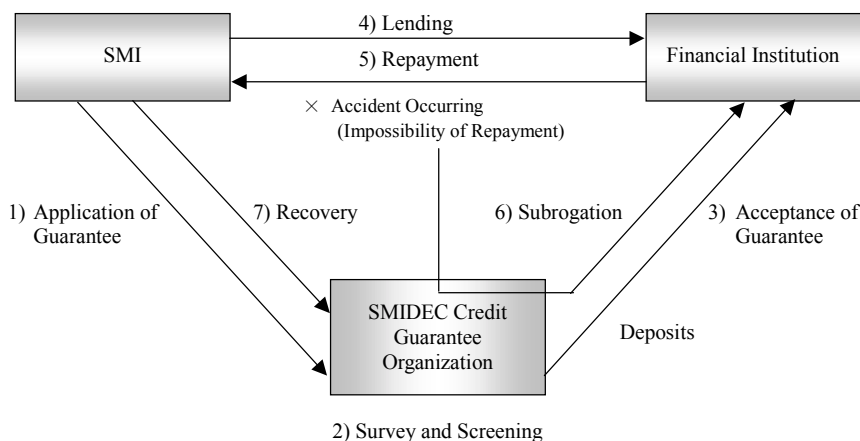 4) Lending
SMI
Financial Institution
5) Repayment
× Accident Occurring
(Impossibility of Repayment)
1) Application of
Guarantee
7) Recovery
6) Subrogation
3) Acceptance of
Guarantee
SMIDEC Credit
Guarantee
Organization
Deposits
2) Survey and Screening